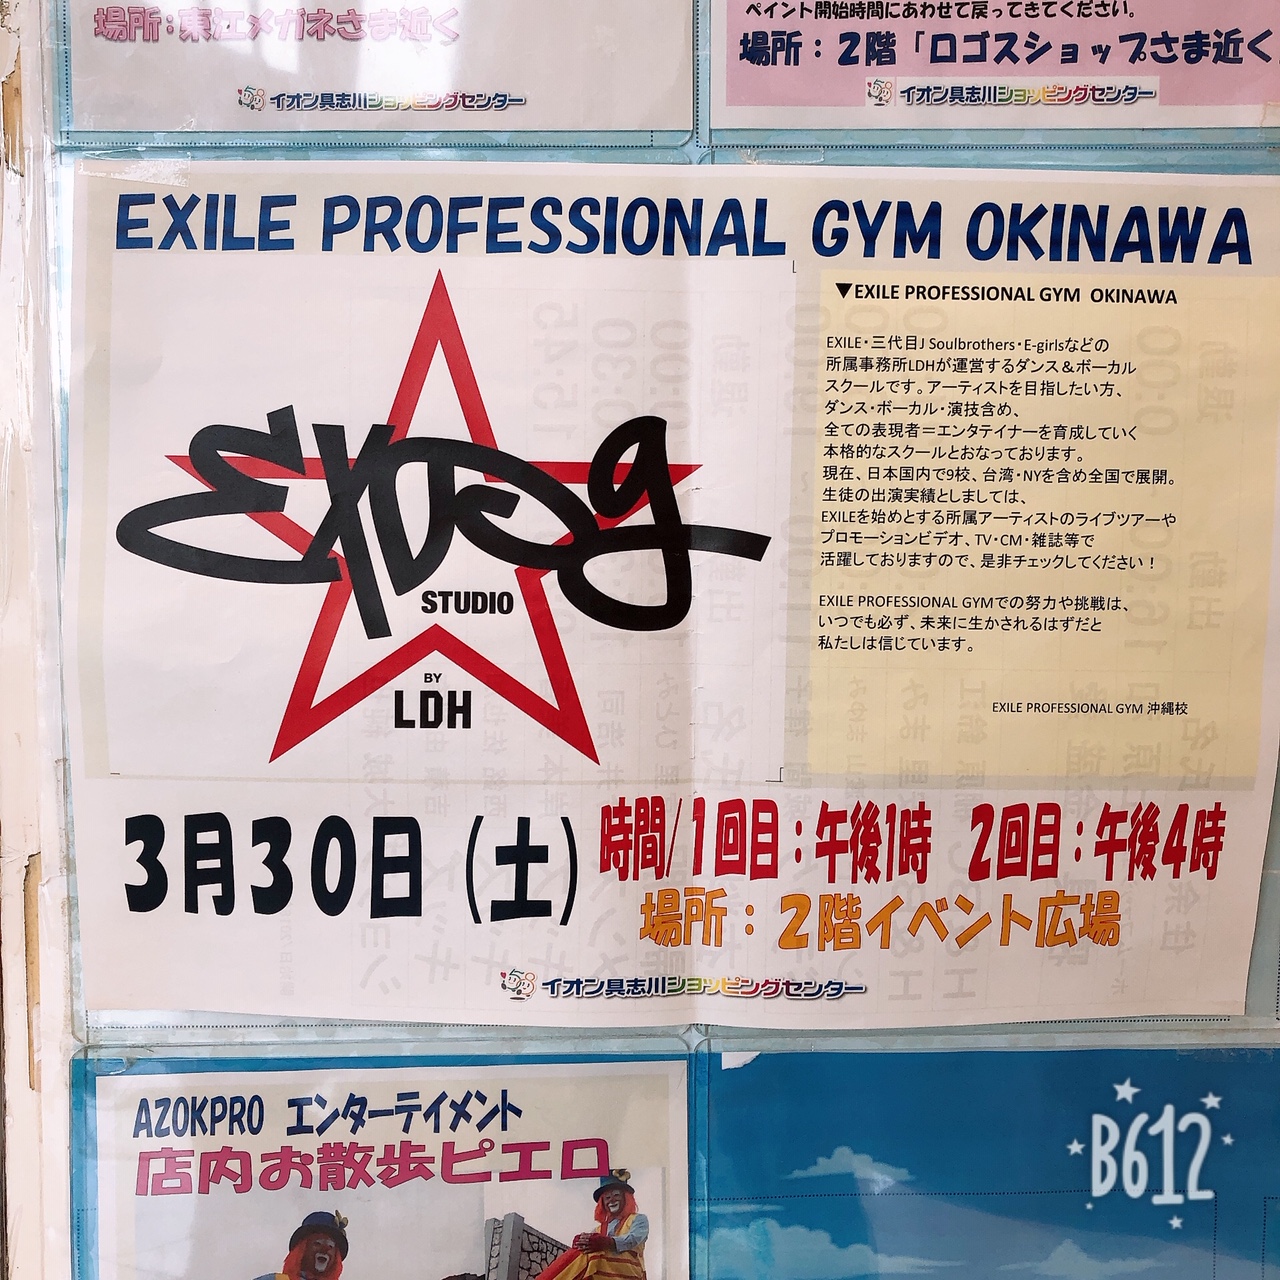 場所:東江メガネさま近く
イオン具志川ショッピングセンター
ペイント開始時間にあわせて戻ってきてください。
場所：２階「ロゴスショップさま近く
イオン具志川ショッピングセンター
EXILE PROFESSIONAL GYM OKINAWA
EXPG
STUDIO
BY
LDH
▼EXILE PROFESSIONAL GYM OKINAWA
EXILE・三代目J Soulbrothers・E-girlsなどの
所属事務所LDHが運営するダンス＆ボーカル
スクールです。アーティストを目指したい方、
ダンス・ボーカル・演技含め、
全ての表現者＝エンタテイナーを育成していく
本格的なスクールとおなっております。
現在、日本国内で9校、台湾・NYを含め全国で展開。
生徒の出演実績としましては、
EXILEを始めとする所属アーティストのライブツアーや
プロモーションビデオ、TV・CM・雑誌等で
活躍しておりますので、是非チェックしてください！
EXILE PROFESSIONAL GYMでの努力や挑戦は、
いつでも必ず、未来に生かされるはずだと
私たしは信じています。
EXILE PROFESSIONAL GYM 沖縄校
3月30日（土）
時間/1回目：午後1時　2回目：午後4時
場所：２階イベント広場
イオン具志川ショッピングセンター
AZOKPRO エンターテイメント
店内お散歩ピエロ
B612